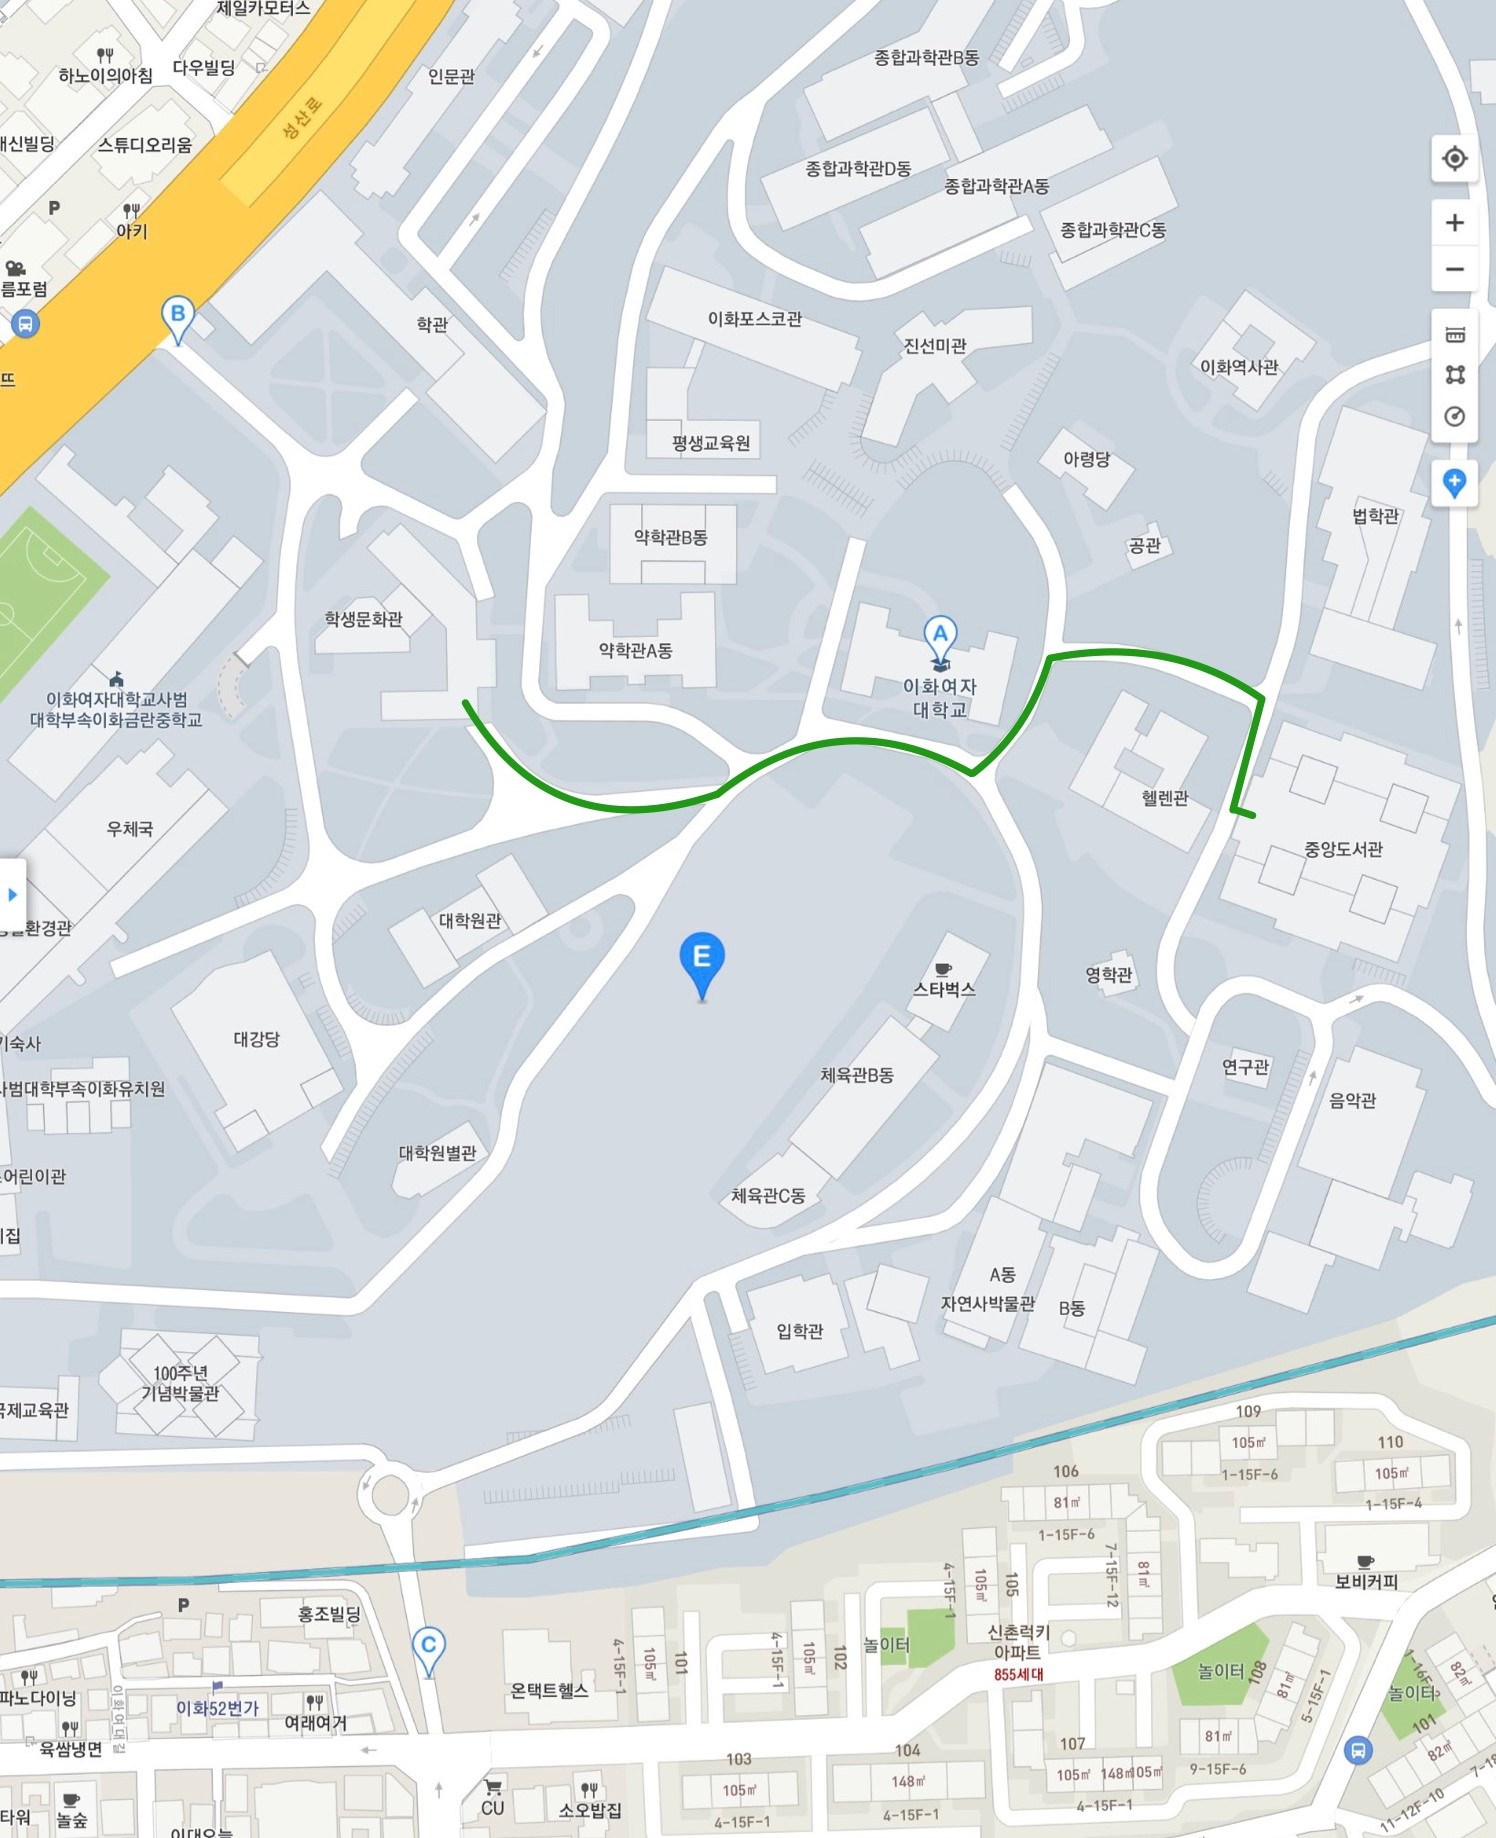 제일카모터스
하노이의아침
다우빌딩
인문관
종합과학관B동
성산로
대신빌딩
스튜디오리움
종합과학관D동
종합과학관A동
P
아키
종합과학관C동
름포럼
B
학관
이화포스코관
진선미관
이화역사관
뜨
평생교육원
아령당
법학관
약학관B동
공관
학생문화관
약학관A동
A
이화여자
대학교
이화여자대학교사범
대학부속이화금란중학교
헬렌관
우체국
중앙도서관
대학원관
활환경관
E
영학관
스타벅스
대강당
기숙사
연구관
체육관B동
사범대학부속이화유치원
음악관
대학원별관
어린이관
체육관C동
집
A동
자연사박물관
B동
입학관
100주년
기념박물관
국제교육관
109
105㎡
1-15F-6
110
105㎡
1-15F-4
106
81㎡
1-15F-6
7-15F-12
81㎡
4-15F-1
105㎡
105
보비커피
P
홍조빌딩
C
4-15F-1
105㎡
101
4-15F-1
105㎡
102
놀이터
신촌럭키
아파트
855세대
놀이터
108
81㎡
5-15F-1
놀이터
82㎡
101
82㎡
파노다이닝
이화여대길
이화52번가
여래여거
온택트헬스
육쌈냉면
103
105㎡
4-15F-1
104
148㎡
4-15F-1
107
105㎡
148㎡
105㎡
4-15F-1
81㎡
9-15F-6
11-12F-10
타워
놀숲
이대오늘
CU
소오밥집